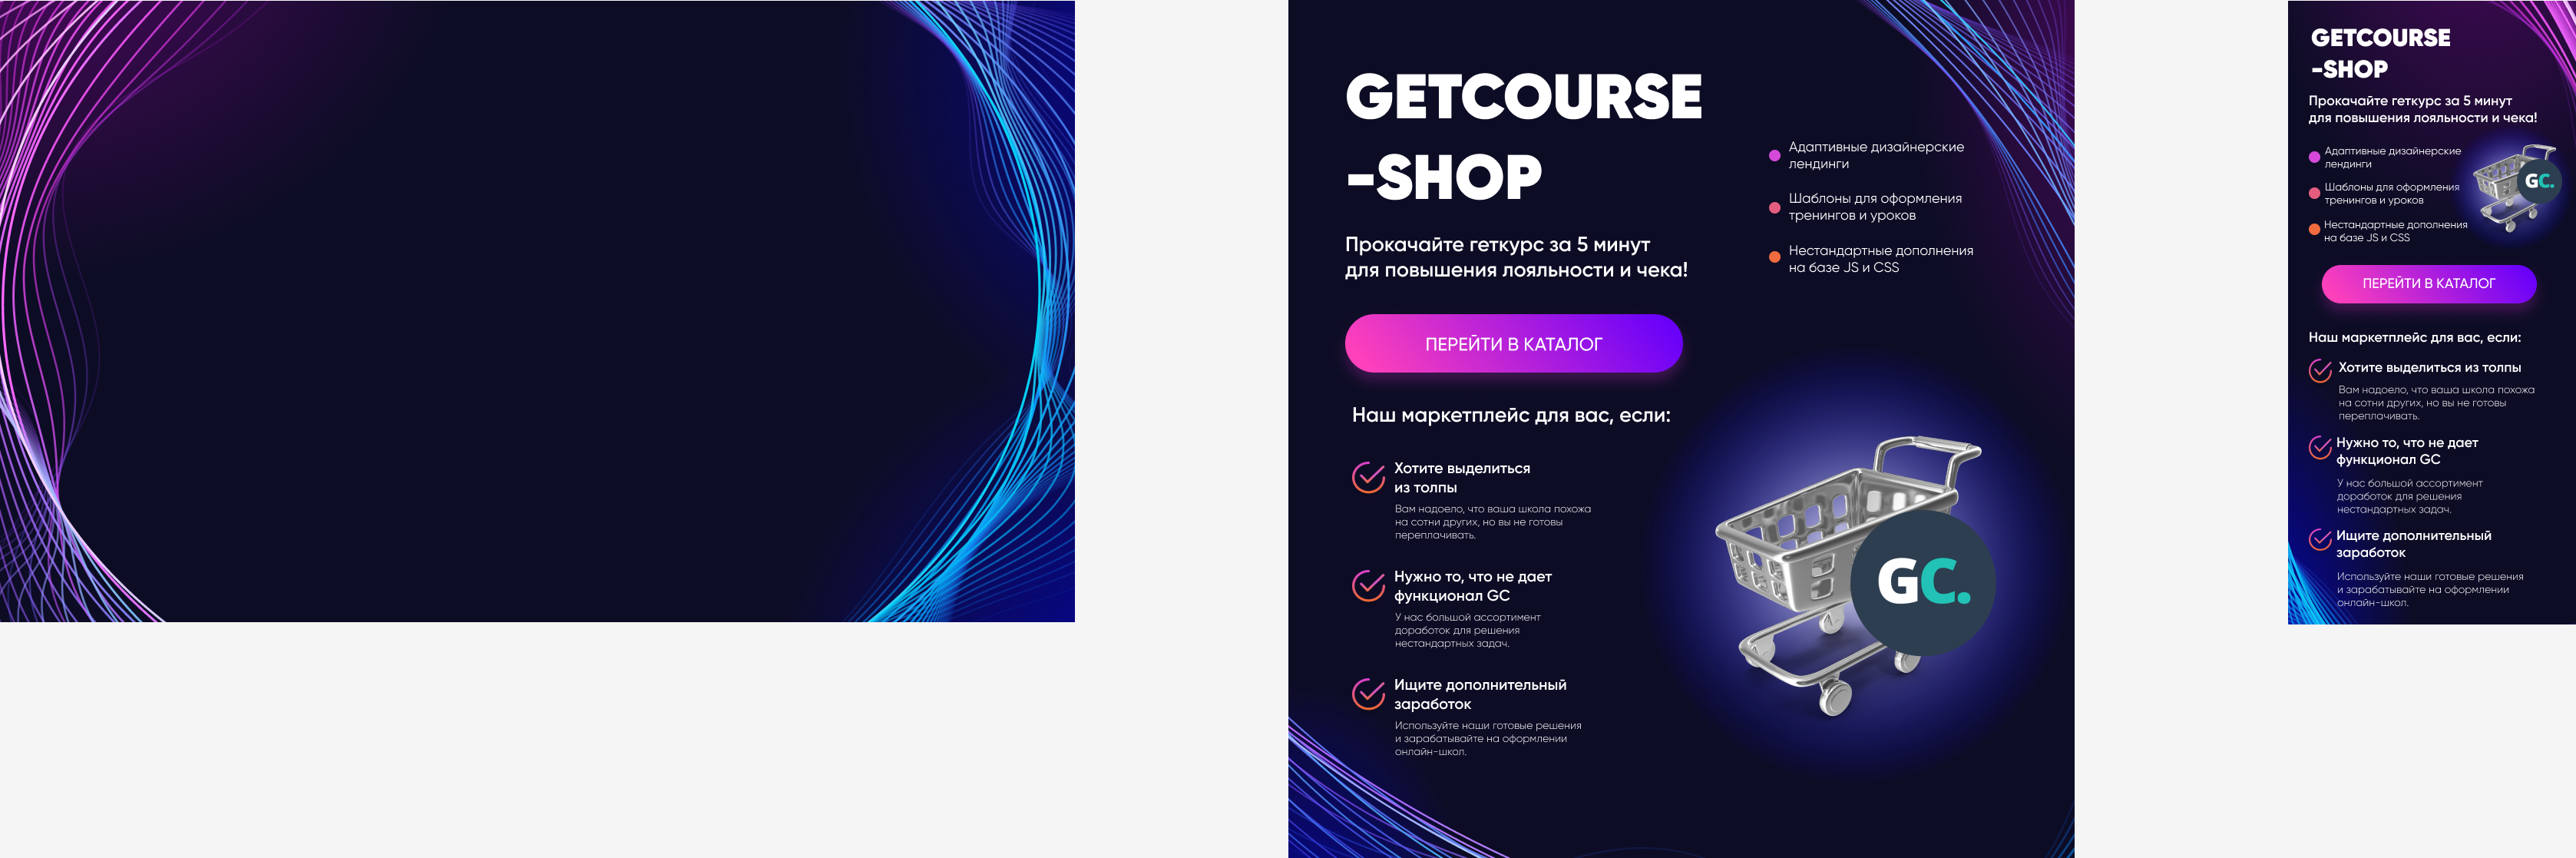 GETCOURSE
-SHOP
Прокачайте геткурс за 5 минут
для повышения лояльности и чека!
Адаптивные дизайнерские
лендинги
Шаблоны для оформления
тренингов и уроков
Нестандартные дополнения
на базе JS и CSS
ПЕРЕЙТИ В КАТАЛОГ
Наш маркетплейс для вас, если:
Хотите выделиться
из толпы
Вам надоело, что ваша школа похожа
на сотни других, но вы не готовы
переплачивать.
Нужно то, что не дает
функционал GC
У нас большой ассортимент
доработок для решения
нестандартных задач.
Ищите дополнительный
заработок
Используйте наши готовые решения
и зарабатывайте на оформлении
онлайн-школ.
GC.
GETCOURSE
-SHOP
Прокачайте геткурс за 5 минут
для повышения лояльности и чека!
Адаптивные дизайнерские
лендинги
Шаблоны для оформления
тренингов и уроков
Нестандартные дополнения
на базе JS и CSS
GC.
ПЕРЕЙТИ В КАТАЛОГ
Наш маркетплейс для вас, если:
Хотите выделиться из толпы
Вам надоело, что ваша школа похожа
на сотни других, но вы не готовы
переплачивать.
Нужно то, что не дает
функционал GC
У нас большой ассортимент
доработок для решения
нестандартных задач.
Ищите дополнительный
заработок
Используйте наши готовые решения
и зарабатывайте на оформлении
онлайн-школ.